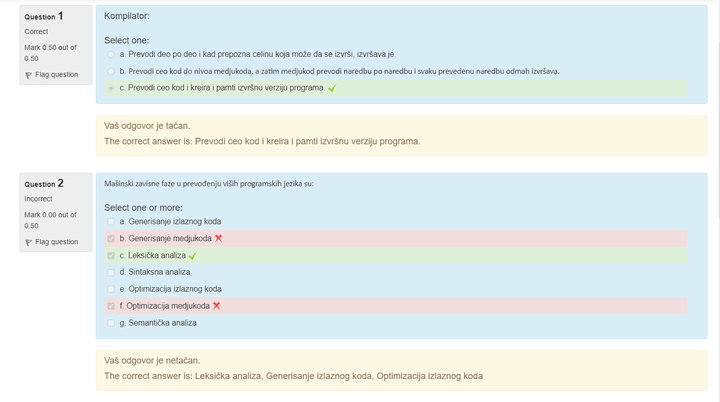 Question 1
Correct
Mark 0.50 out of
0.50
Flag question
Kompilator:
Select one:
a. Prevodi deo po deo i kad prepozna celinu koja može da se izvrši, izvršava je.
b. Prevodi ceo kod do nivoa medjukoda, a zatim medjukod prevodi naredbu po naredbu i svaku prevedenu naredbu odmah izvršava.
c. Prevodi ceo kod i kreira i pamti izvršnu verziju programa.
Vaš odgovor je tačan.
The correct answer is: Prevodi ceo kod i kreira i pamti izvršnu verziju programa.
Question 2
Incorrect
Mark 0.00 out of
0.50
Flag question
Mašinski zavisne faze u prevođenju viših programskih jezika su:
Select one or more:
a. Generisanje izlaznog koda
b. Generisanje medjukoda
c. Leksička analiza
d. Sintaksna analiza
e. Optimizacija izlaznog koda
f. Optimizacija medjukoda
g. Semantička analiza
Vaš odgovor je netačan.
The correct answer is: Leksička analiza, Generisanje izlaznog koda, Optimizacija izlaznog koda